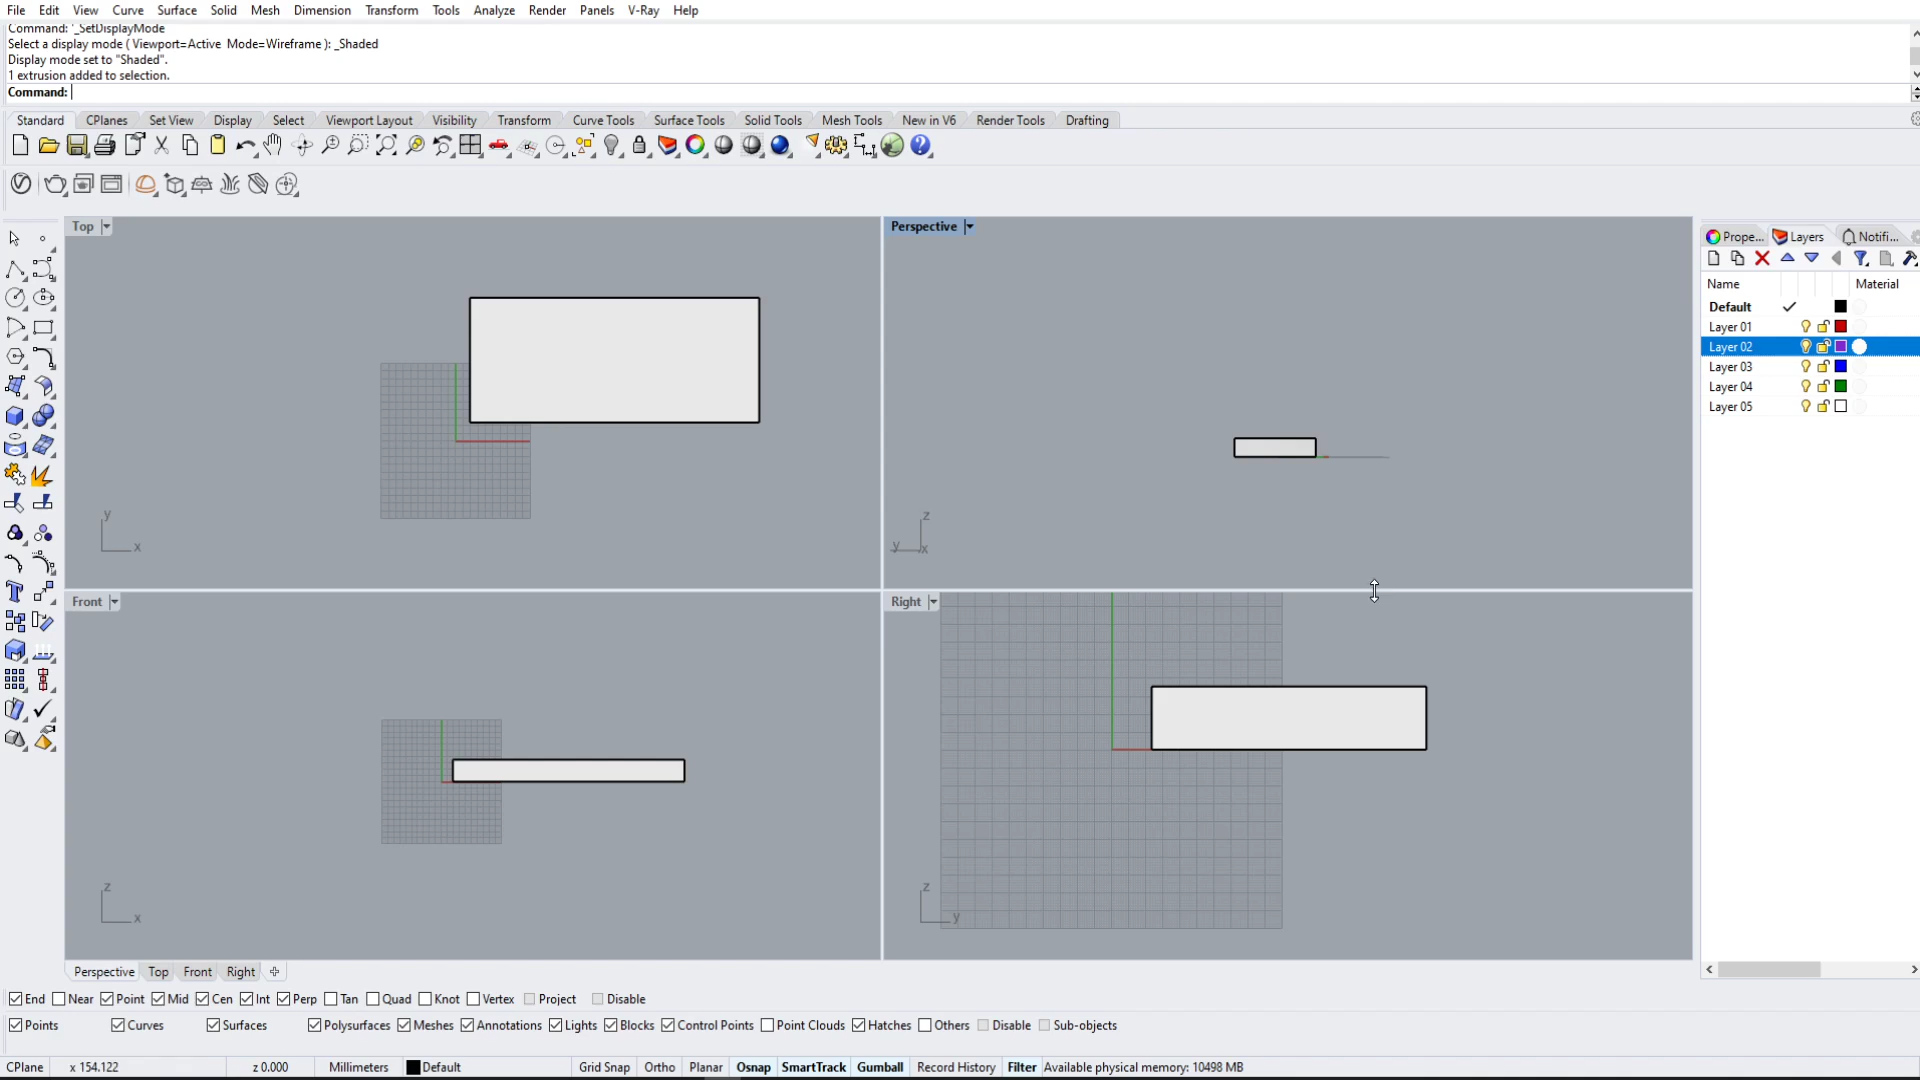 File Edit View Curve Surface Solid Mesh Dimension Transform Tools Analyze Render Panels V-Ray Help
Command: '_SetDisplayMode
Select a display mode ( Viewport=Active Mode=Wireframe ): _Shaded
Display mode set to "Shaded".
1 extrusion added to selection.
Command:
Standard CPlanes Set View Display Select Viewport Layout Visibility Transform Curve Tools Surface Tools Solid Tools Mesh Tools New in V6 Render Tools Drafting
Top
Perspective
Prope... Layers Notifi...
Name Material
Default
Layer 01
Layer 02
Layer 03
Layer 04
Layer 05
y
x
z
y
x
Front
Right
z
x
z
y
Perspective Top Front Right
End Near Point Mid Cen Int Perp Tan Quad Knot Vertex Project Disable
Points Curves Surfaces Polysurfaces Meshes Annotations Lights Blocks Control Points Point Clouds Hatches Others Disable Sub-objects
CPlane x 154.122 z 0.000 Millimeters Default Grid Snap Ortho Planar Osnap SmartTrack Gumball Record History Filter Available physical memory: 10498 MB